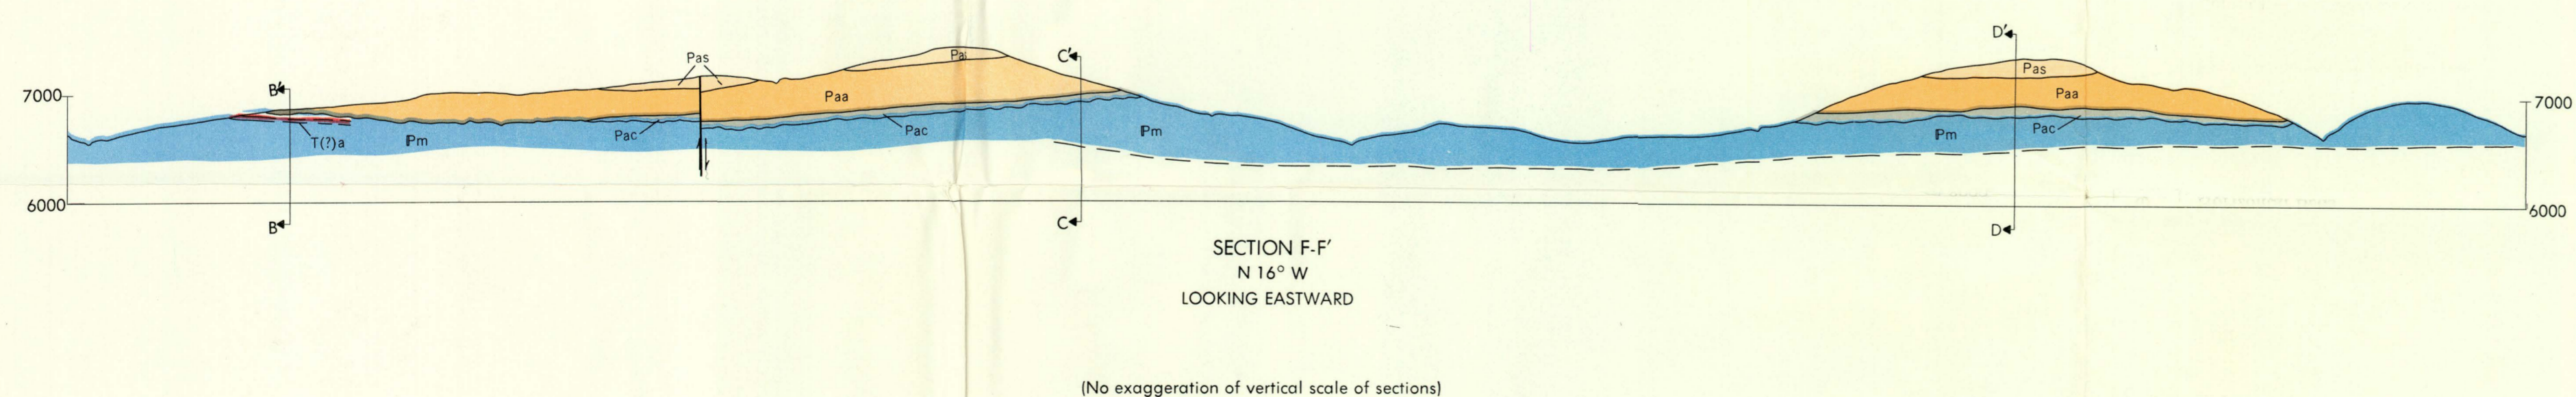 D′
Pas
Pas
C′
Pas
B′
7000
Paa
Paa
7000
T(?)a
ℙm
Pac
Pac
ℙm
ℙm
Pac
6000
6000
B
C
D
SECTION F-F′
N 16° W
LOOKING EASTWARD
(No exaggeration of vertical scale of sections)